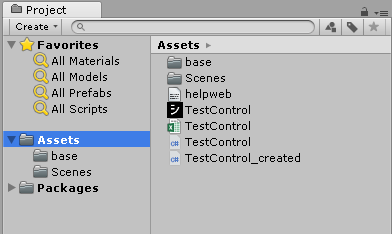 Project
Create
Favorites
All Materials
All Models
All Prefabs
All Scripts
Assets
base
Scenes
Packages
Assets
base
Scenes
helpweb
シ TestControl
TestControl
C# TestControl
C# TestControl_created